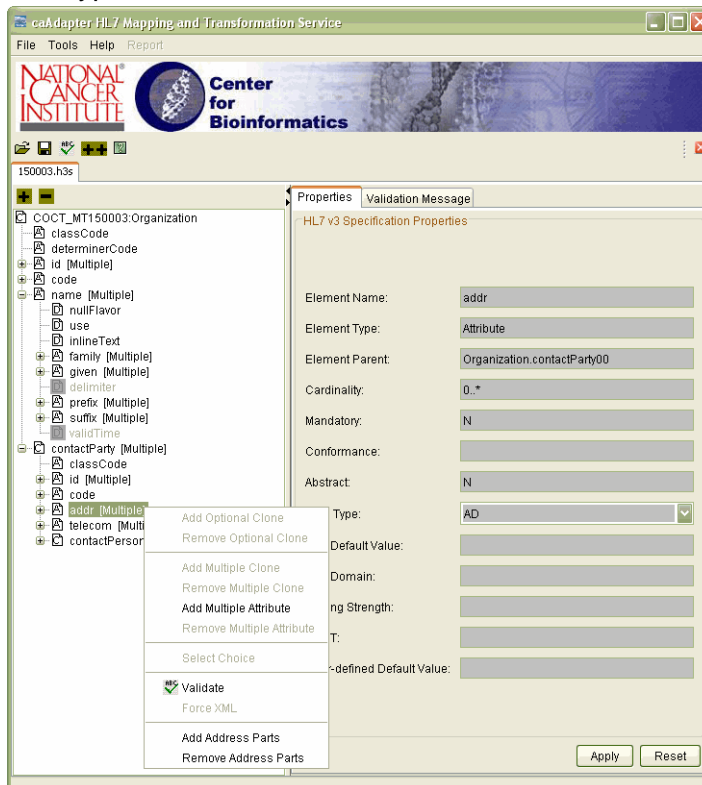 caAdapter HL7 Mapping and Transformation Service
File Tools Help Report
NATIONAL
CANCER
INSTITUTE
Center
for
Bioinformatics
150003.h3s
Properties Validation Message
COCT_MT150003:Organization
classCode
determinerCode
id [Multiple]
code
name [Multiple]
nullFlavor
use
inlineText
family [Multiple]
given [Multiple]
delimiter
prefix [Multiple]
suffix [Multiple]
validTime
contactParty [Multiple]
classCode
id [Multiple]
code
addr [Multiple]
telecom [Multi
contactPerson
Add Optional Clone
Remove Optional Clone
Add Multiple Clone
Remove Multiple Clone
Add Multiple Attribute
Remove Multiple Attribute
Select Choice
Validate
Force XML
Add Address Parts
Remove Address Parts
HL7 v3 Specification Properties
Element Name: addr
Element Type: Attribute
Element Parent: Organization.contactParty00
Cardinality: 0..*
Mandatory: N
Conformance:
Abstract: N
Type: AD
Default Value:
Domain:
ng Strength:
T:
-defined Default Value:
Apply Reset